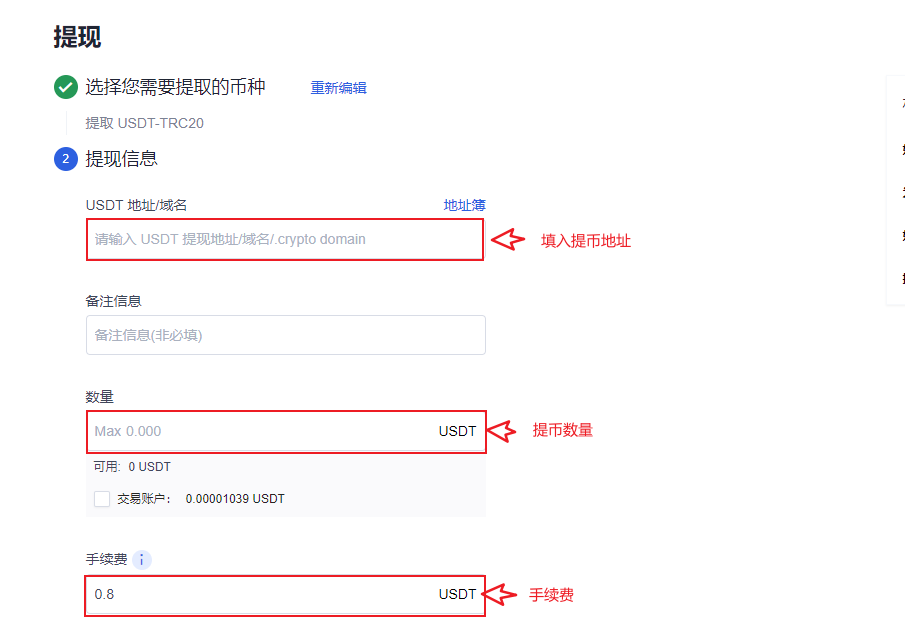 提现
选择您需要提取的币种 重新编辑
提取 USDT-TRC20
2 提现信息
USDT 地址/域名 地址簿
请输入 USDT 提现地址/域名/.crypto domain 填入提币地址
备注信息
备注信息(非必填)
数量
Max 0.000 USDT 提币数量
可用: 0 USDT
交易账户: 0.00001039 USDT
手续费 i
0.8 USDT 手续费